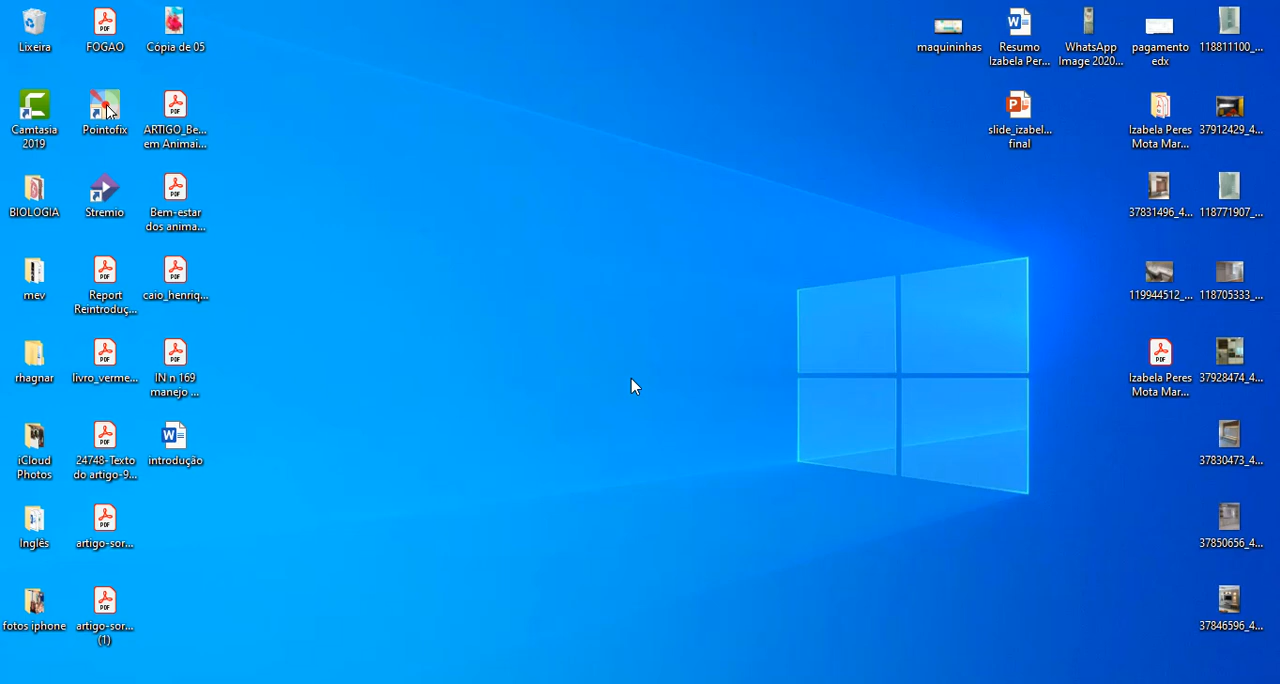 Lixeira
FOGAO
Cópia de 05
Camtasia
2019
Pointofix
ARTIGO_Be...
em Animai...
BIOLOGIA
Stremio
Bem-estar
dos anima...
mev
Report
Reintroduç...
caio_henriq...
rhagnar
livro_verme...
IN n 169
manejo ...
iCloud
Photos
24748-Texto
do artigo-9...
introdução
Inglês
artigo-sor...
fotos iphone
artigo-sor...
(1)
maquininhas
Resumo
Izabela Per...
WhatsApp
Image 2020...
pagamento
edx
118811100_...
slide_izabel...
final
Izabela Peres
Mota Mar...
37912429_4...
37831496_4...
118771907_...
119944512_...
118705333_...
Izabela Peres
Mota Mar...
37928474_4...
37830473_4...
37850656_4...
37846596_4...